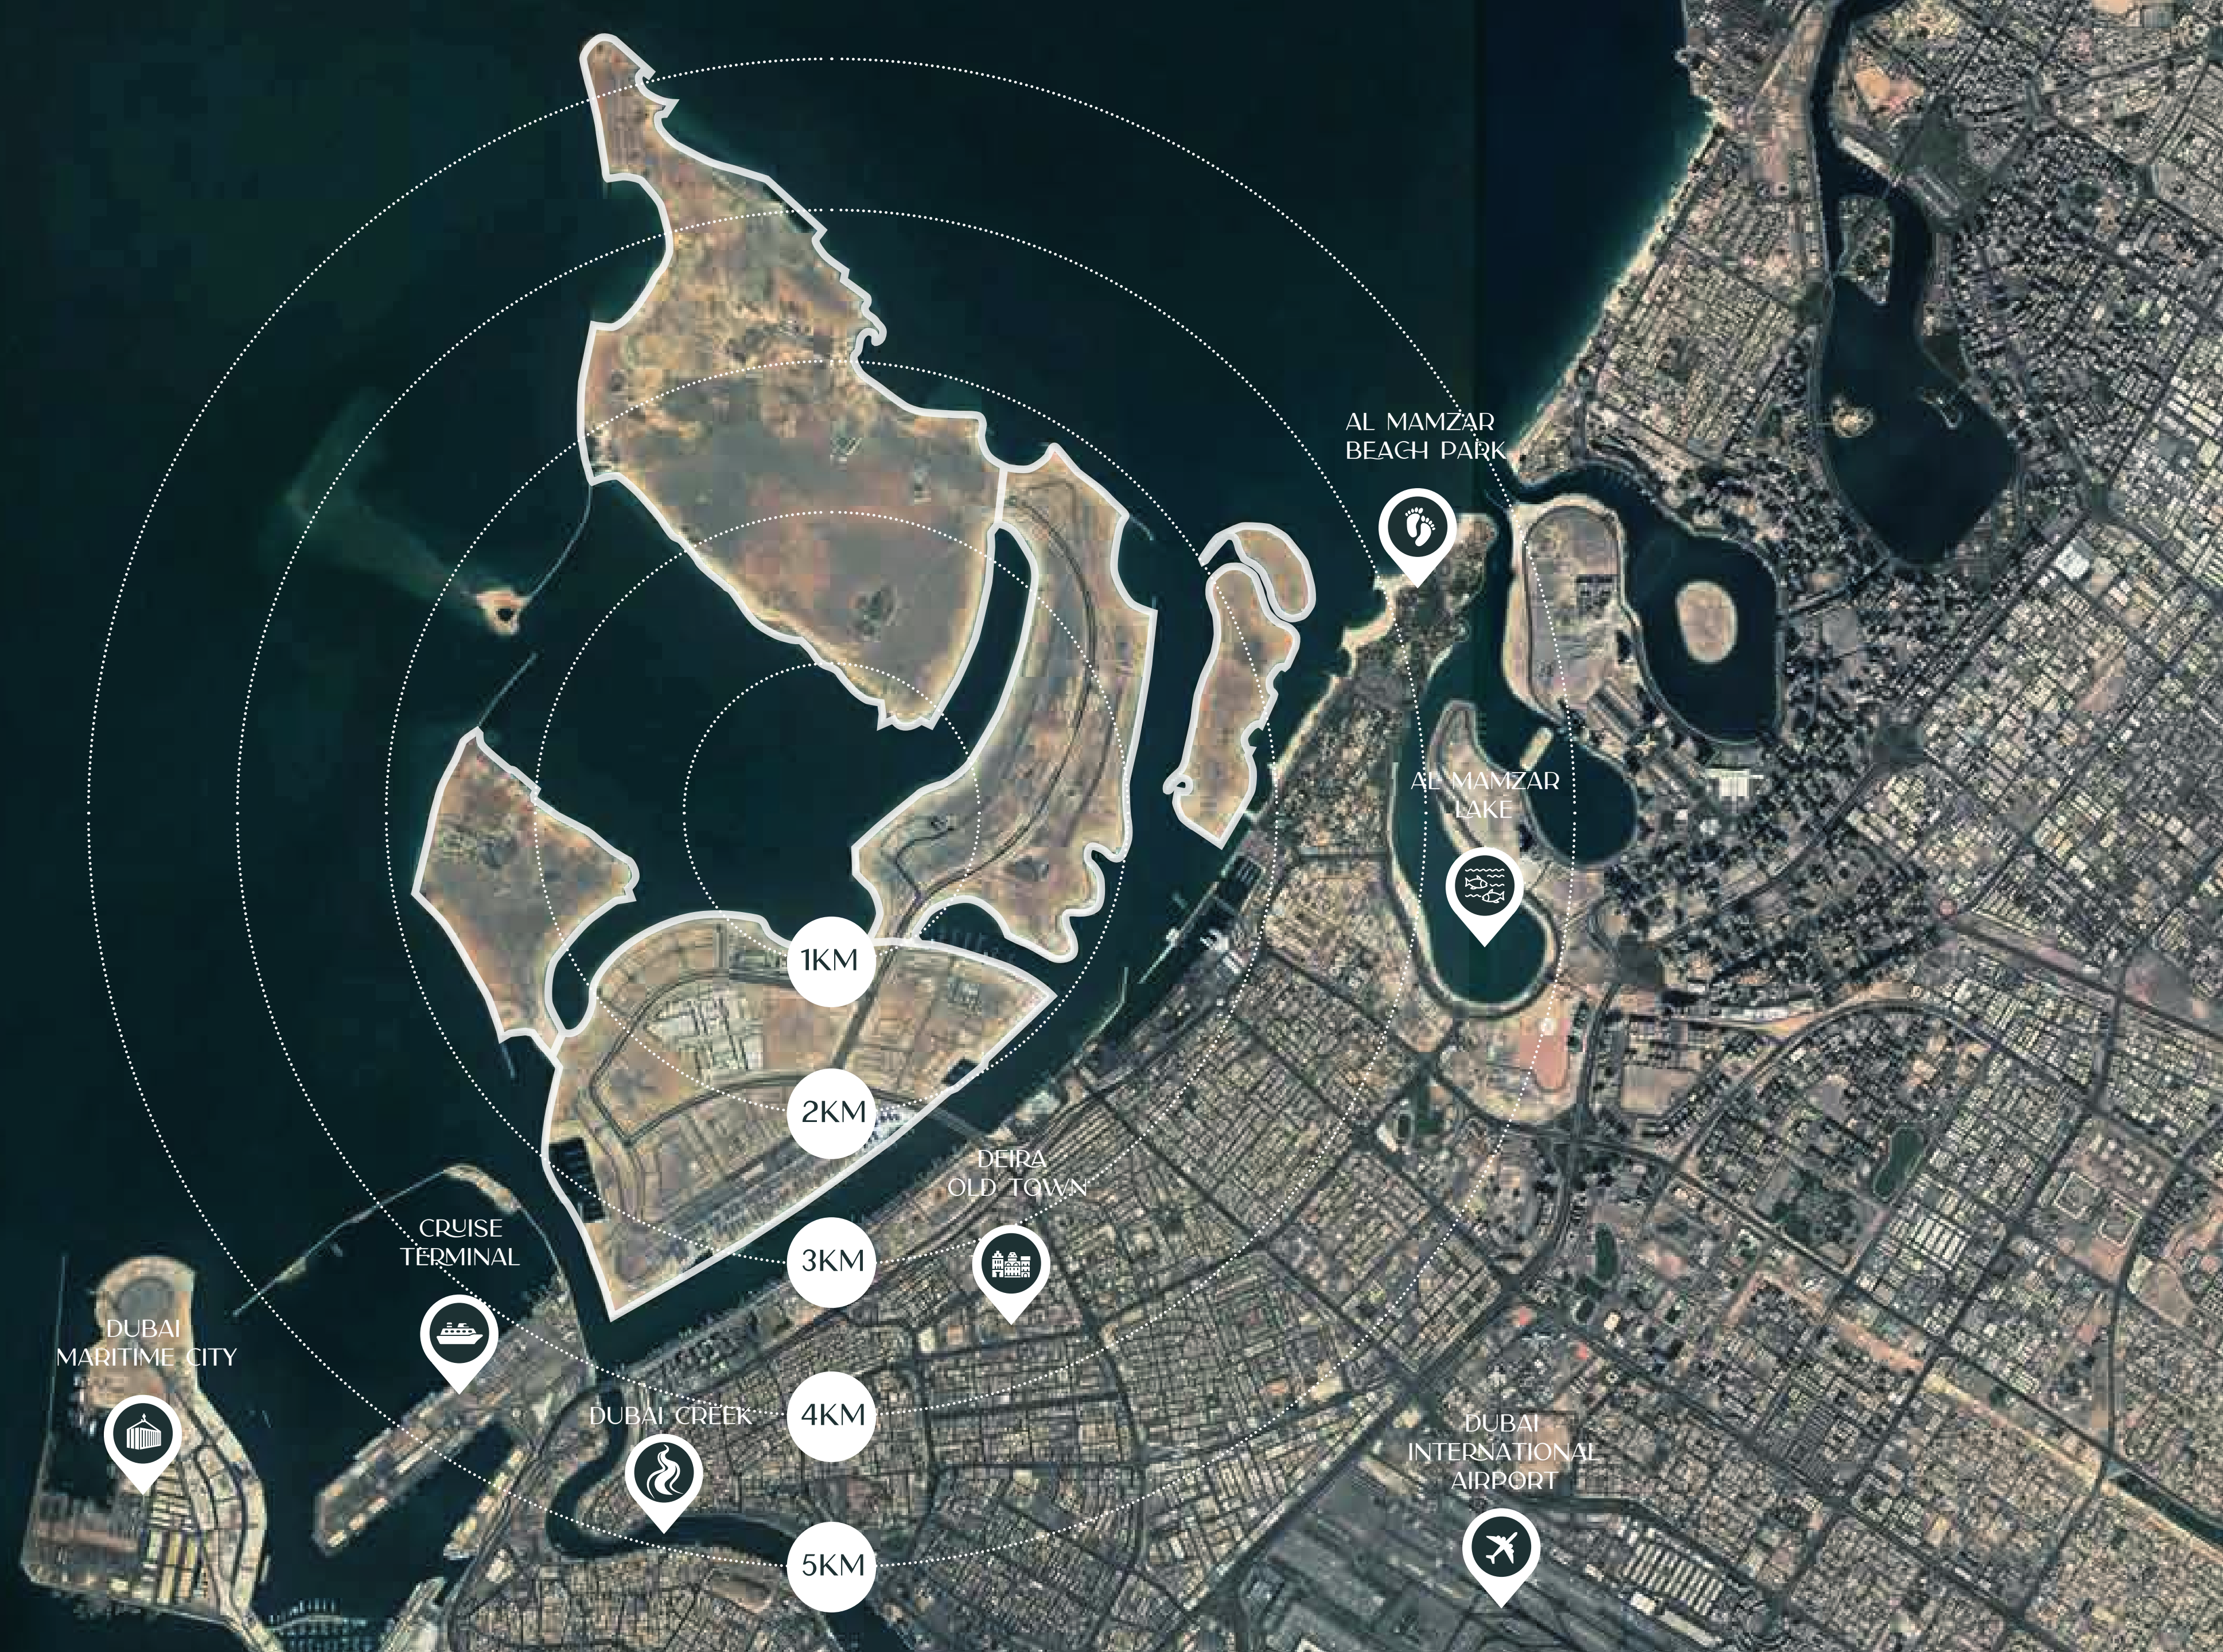 AL MAMZAR
BEACH PARK
AL MAMZAR
LAKE
1KM
2KM
DEIRA
OLD TOWN
3KM
CRUISE
TERMINAL
DUBAI
MARITIME CITY
4KM
DUBAI CREEK
DUBAI
INTERNATIONAL
AIRPORT
5KM